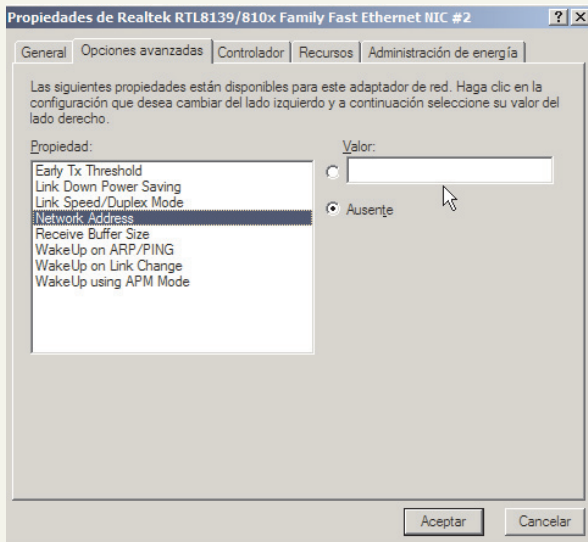 Propiedades de Realtek RTL8139/810x Family Fast Ethernet NIC #2
General Opciones avanzadas Controlador Recursos Administración de energía
Las siguientes propiedades están disponibles para este adaptador de red. Haga clic en la
configuración que desea cambiar del lado izquierdo y a continuación seleccione su valor del
lado derecho.
Propiedad:
Early Tx Threshold
Link Down Power Saving
Link Speed/Duplex Mode
Network Address
Receive Buffer Size
WakeUp on ARP/PING
WakeUp on Link Change
WakeUp using APM Mode
Valor:
Ausente
Aceptar Cancelar